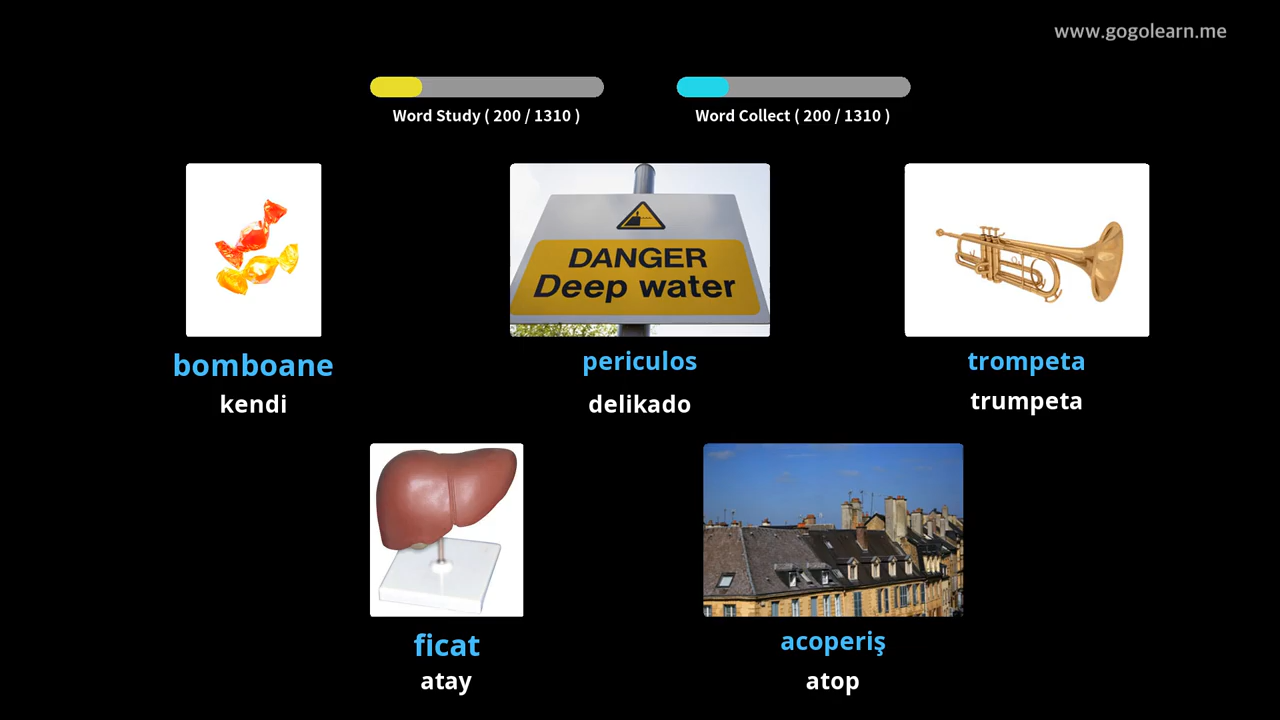 www.gogolearn.me
Word Study ( 200 / 1310 )
Word Collect ( 200 / 1310 )
DANGER
Deep water
bomboane
kendi
periculos
delikado
trompeta
trumpeta
ficat
atay
acoperiş
atop